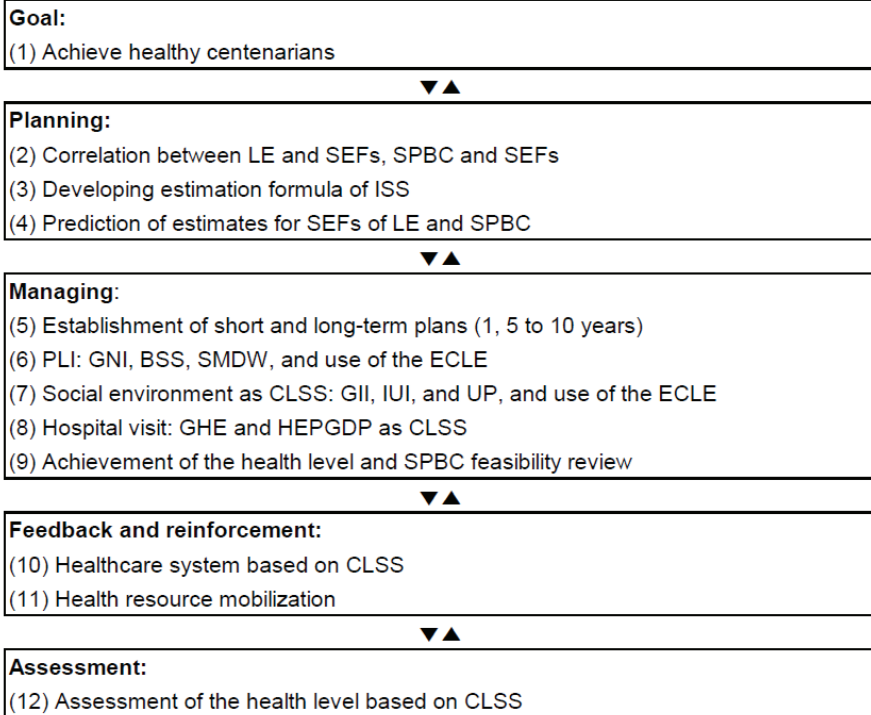 Goal:
(1) Achieve healthy centenarians
▼▲
Planning:
(2) Correlation between LE and SEFs, SPBC and SEFs
(3) Developing estimation formula of ISS
(4) Prediction of estimates for SEFs of LE and SPBC
▼▲
Managing:
(5) Establishment of short and long-term plans (1, 5 to 10 years)
(6) PLI: GNI, BSS, SMDW, and use of the ECLE
(7) Social environment as CLSS: GII, IUI, and UP, and use of the ECLE
(8) Hospital visit: GHE and HEPGDP as CLSS
(9) Achievement of the health level and SPBC feasibility review
▼▲
Feedback and reinforcement:
(10) Healthcare system based on CLSS
(11) Health resource mobilization
▼▲
Assessment:
(12) Assessment of the health level based on CLSS